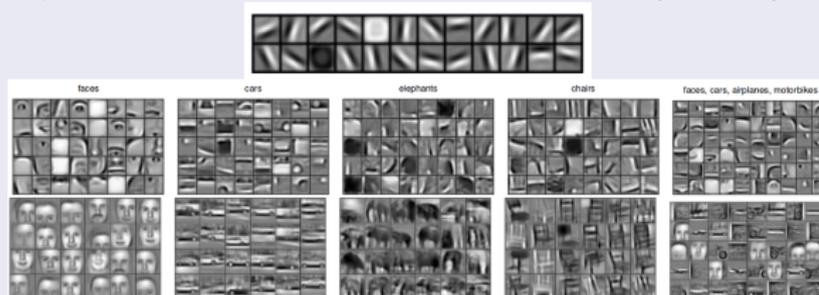 faces
cars
elephants
chairs
faces, cars, airplanes, motorbikes